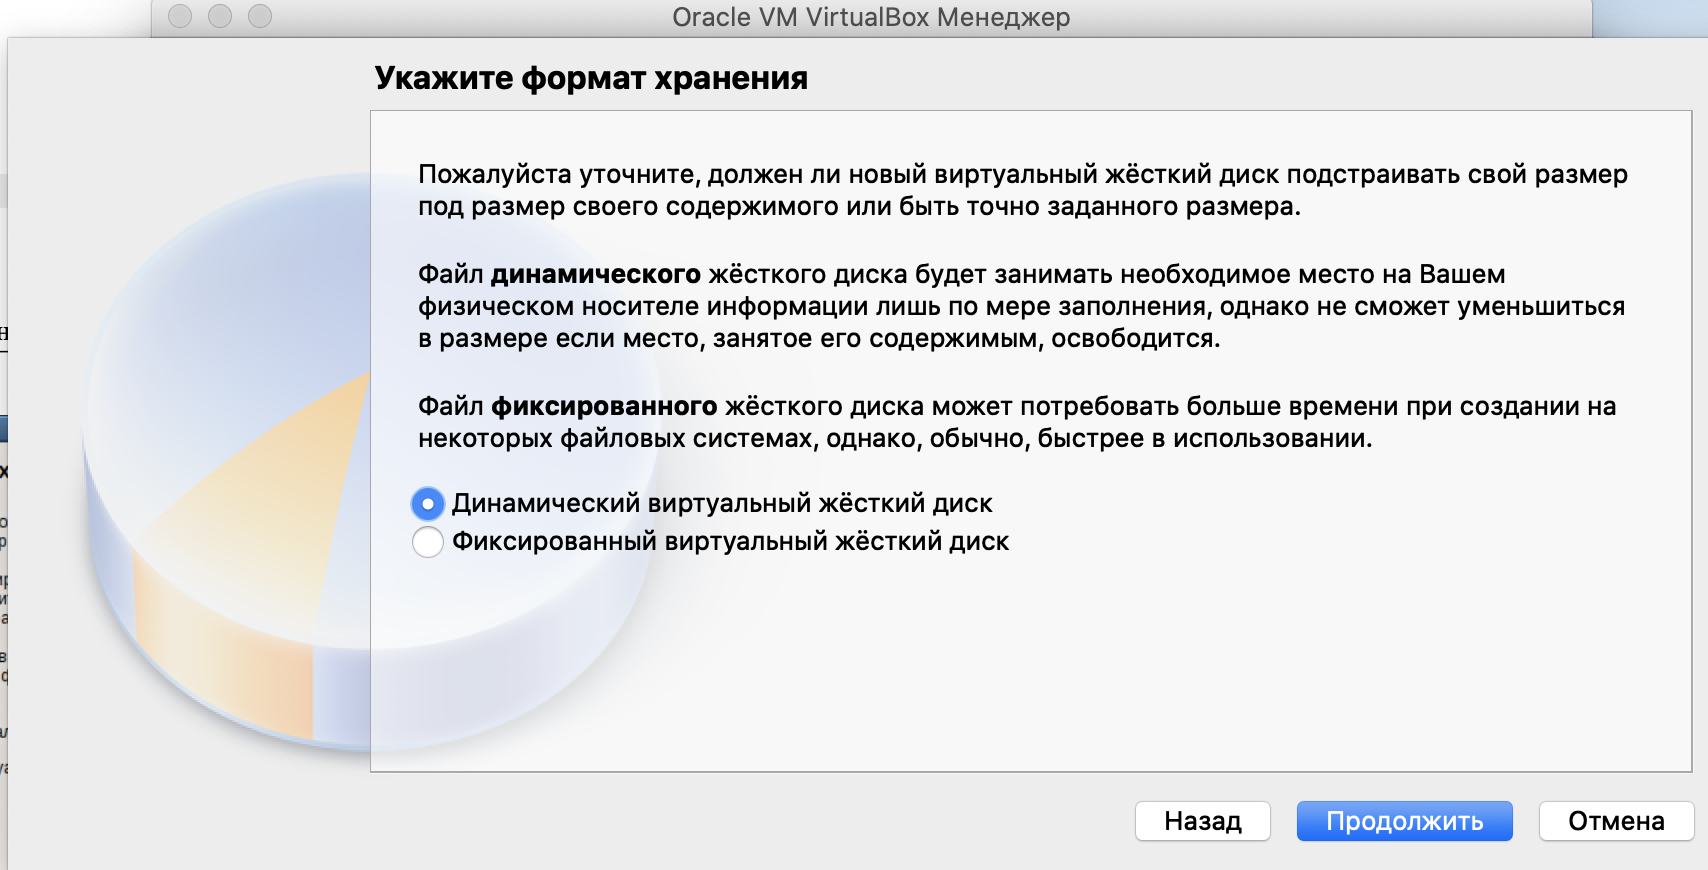 Oracle VM VirtualBox Менеджер
Укажите формат хранения
Пожалуйста уточните, должен ли новый виртуальный жёсткий диск подстраивать свой размер
под размер своего содержимого или быть точно заданного размера.
Файл динамического жёсткого диска будет занимать необходимое место на Вашем
физическом носителе информации лишь по мере заполнения, однако не сможет уменьшиться
в размере если место, занятое его содержимым, освободится.
Файл фиксированного жёсткого диска может потребовать больше времени при создании на
некоторых файловых системах, однако, обычно, быстрее в использовании.
Динамический виртуальный жёсткий диск
Фиксированный виртуальный жёсткий диск
Назад
Продолжить
Отмена